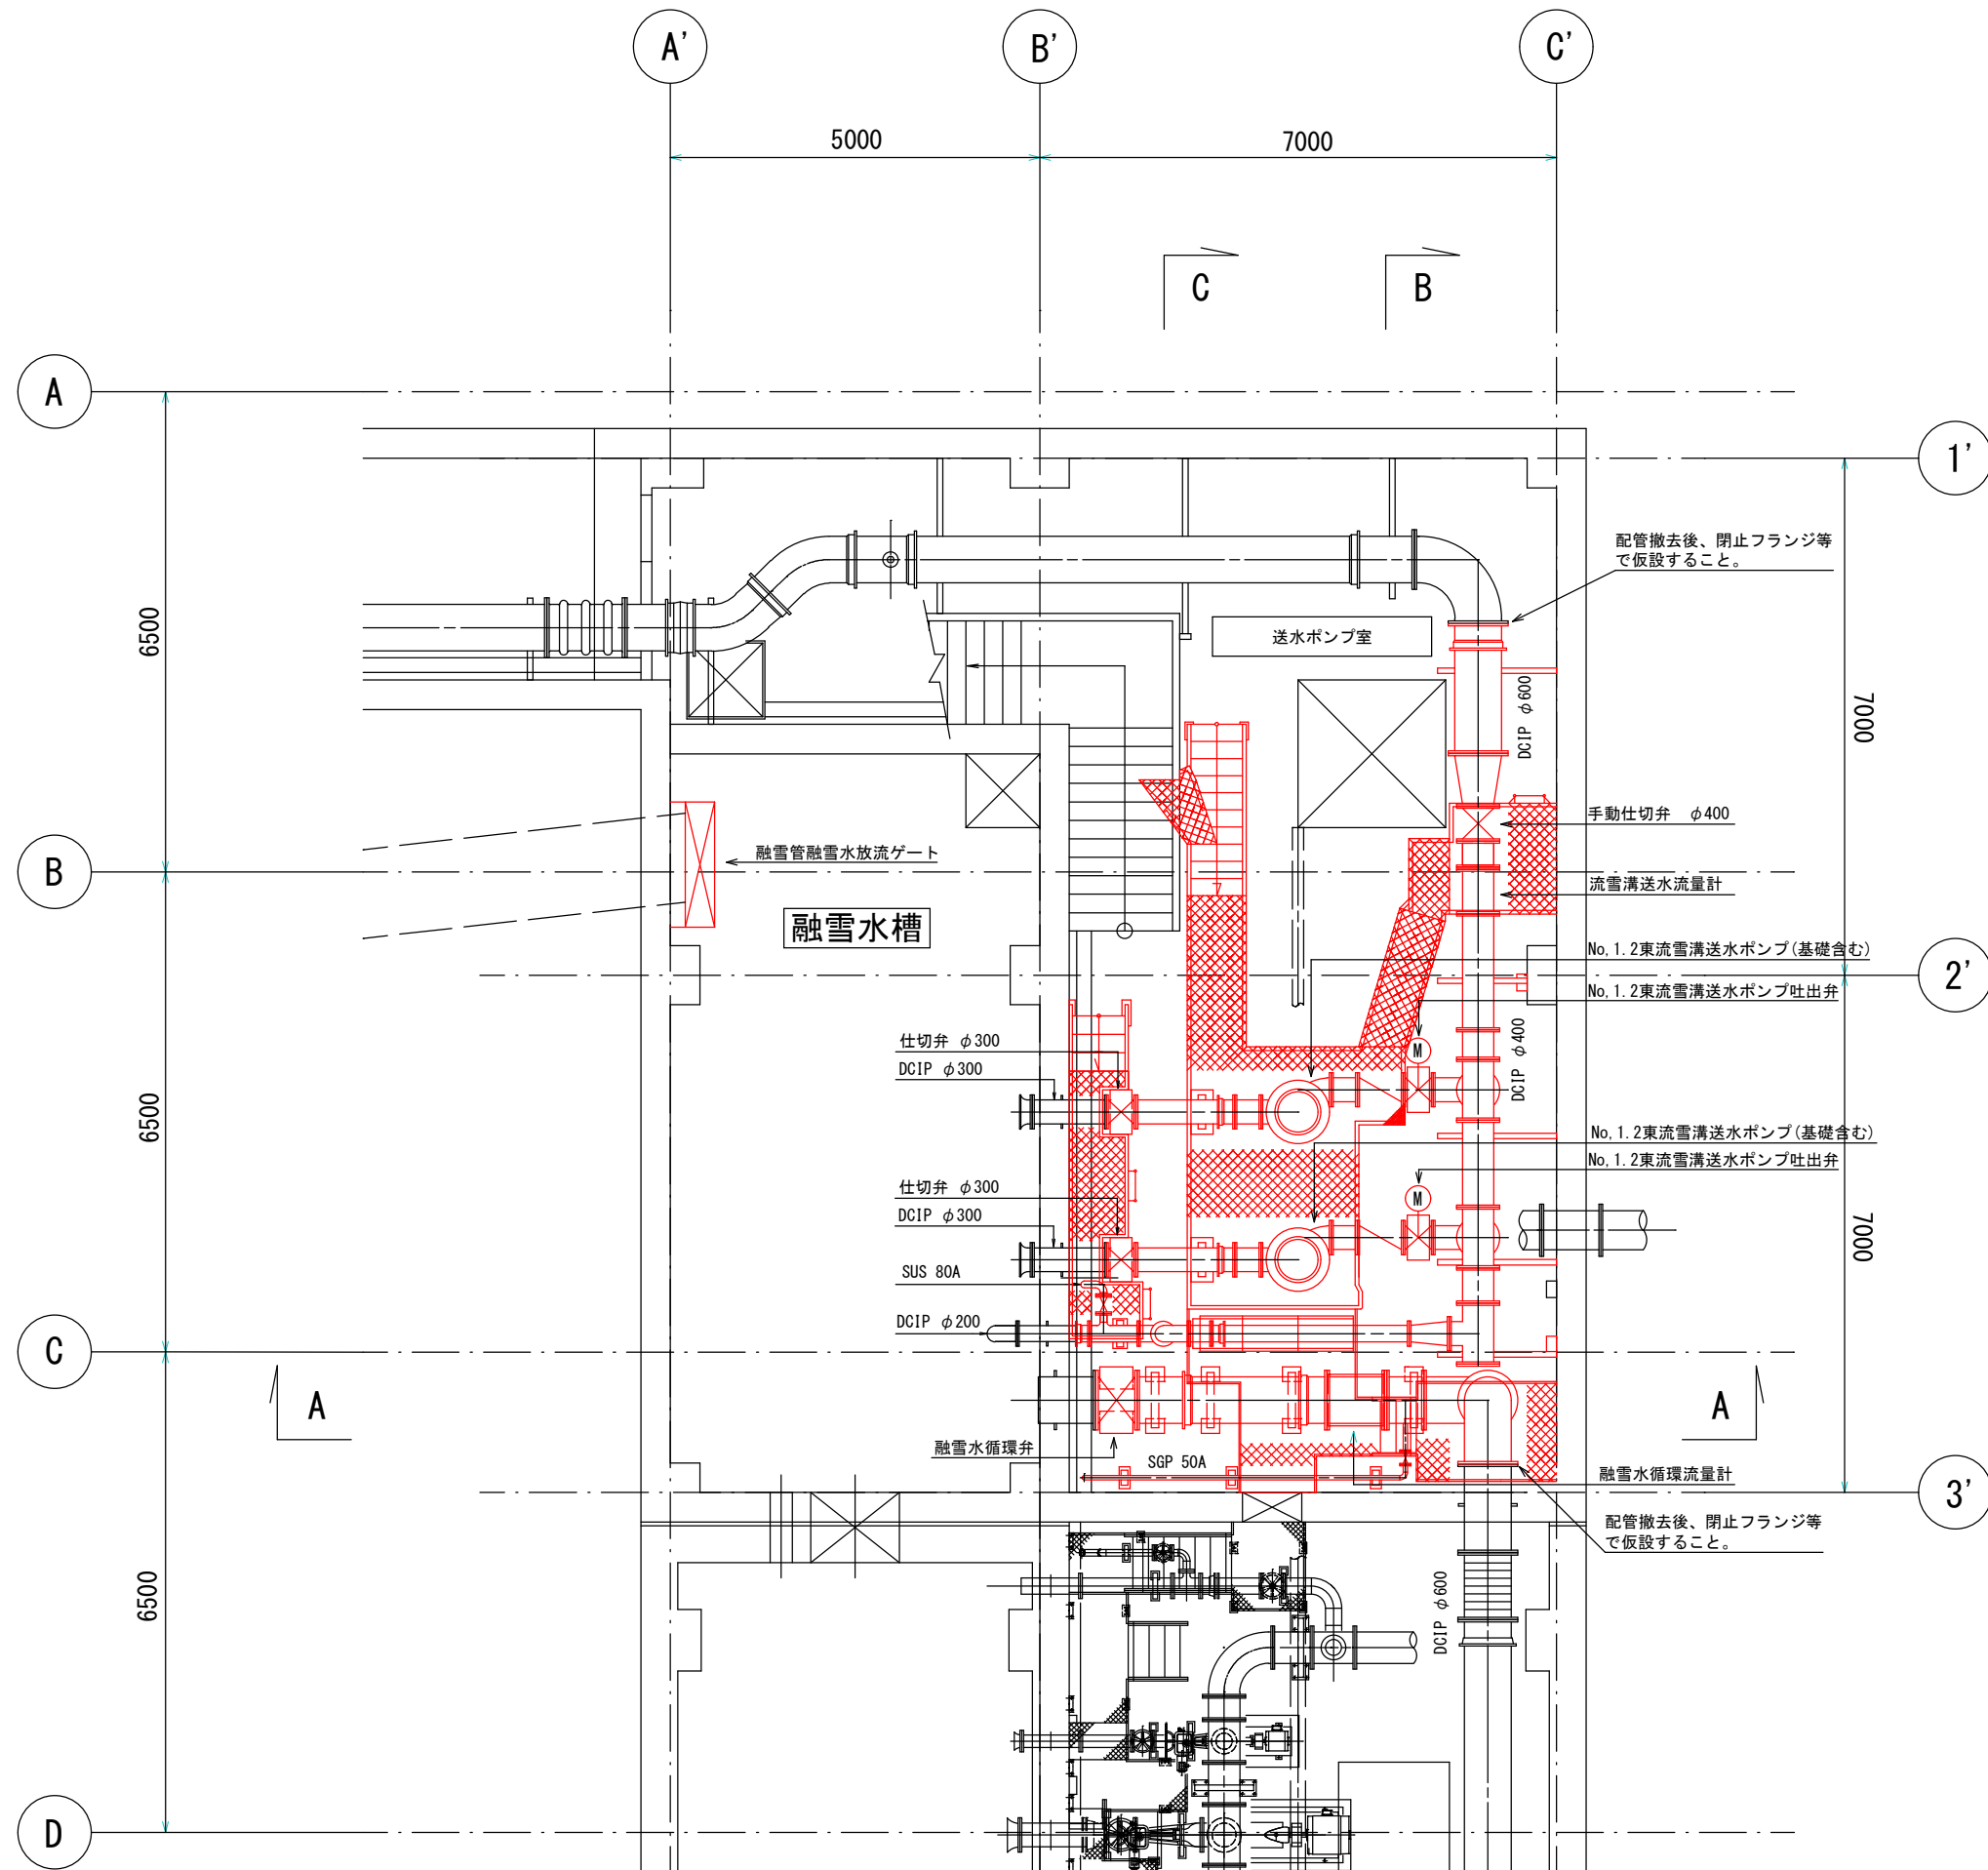 A'
B'
C'
5000
7000
C
B
A
1'
配管撤去後、閉止フランジ等
で仮設すること。
6500
送水ポンプ室
DCIP φ600
7000
手動仕切弁 φ400
融雪管融雪水放流ゲート
B
流雪溝送水流量計
融雪水槽
No,1.2東流雪溝送水ポンプ(基礎含む)
2'
No,1.2東流雪溝送水ポンプ吐出弁
仕切弁 φ300
M
DCIP φ400
DCIP φ300
6500
No,1.2東流雪溝送水ポンプ(基礎含む)
No,1.2東流雪溝送水ポンプ吐出弁
仕切弁 φ300
M
DCIP φ300
7000
SUS 80A
DCIP φ200
C
A
A
融雪水循環弁
SGP 50A
融雪水循環流量計
3'
配管撤去後、閉止フランジ等
で仮設すること。
6500
DCIP φ600
D